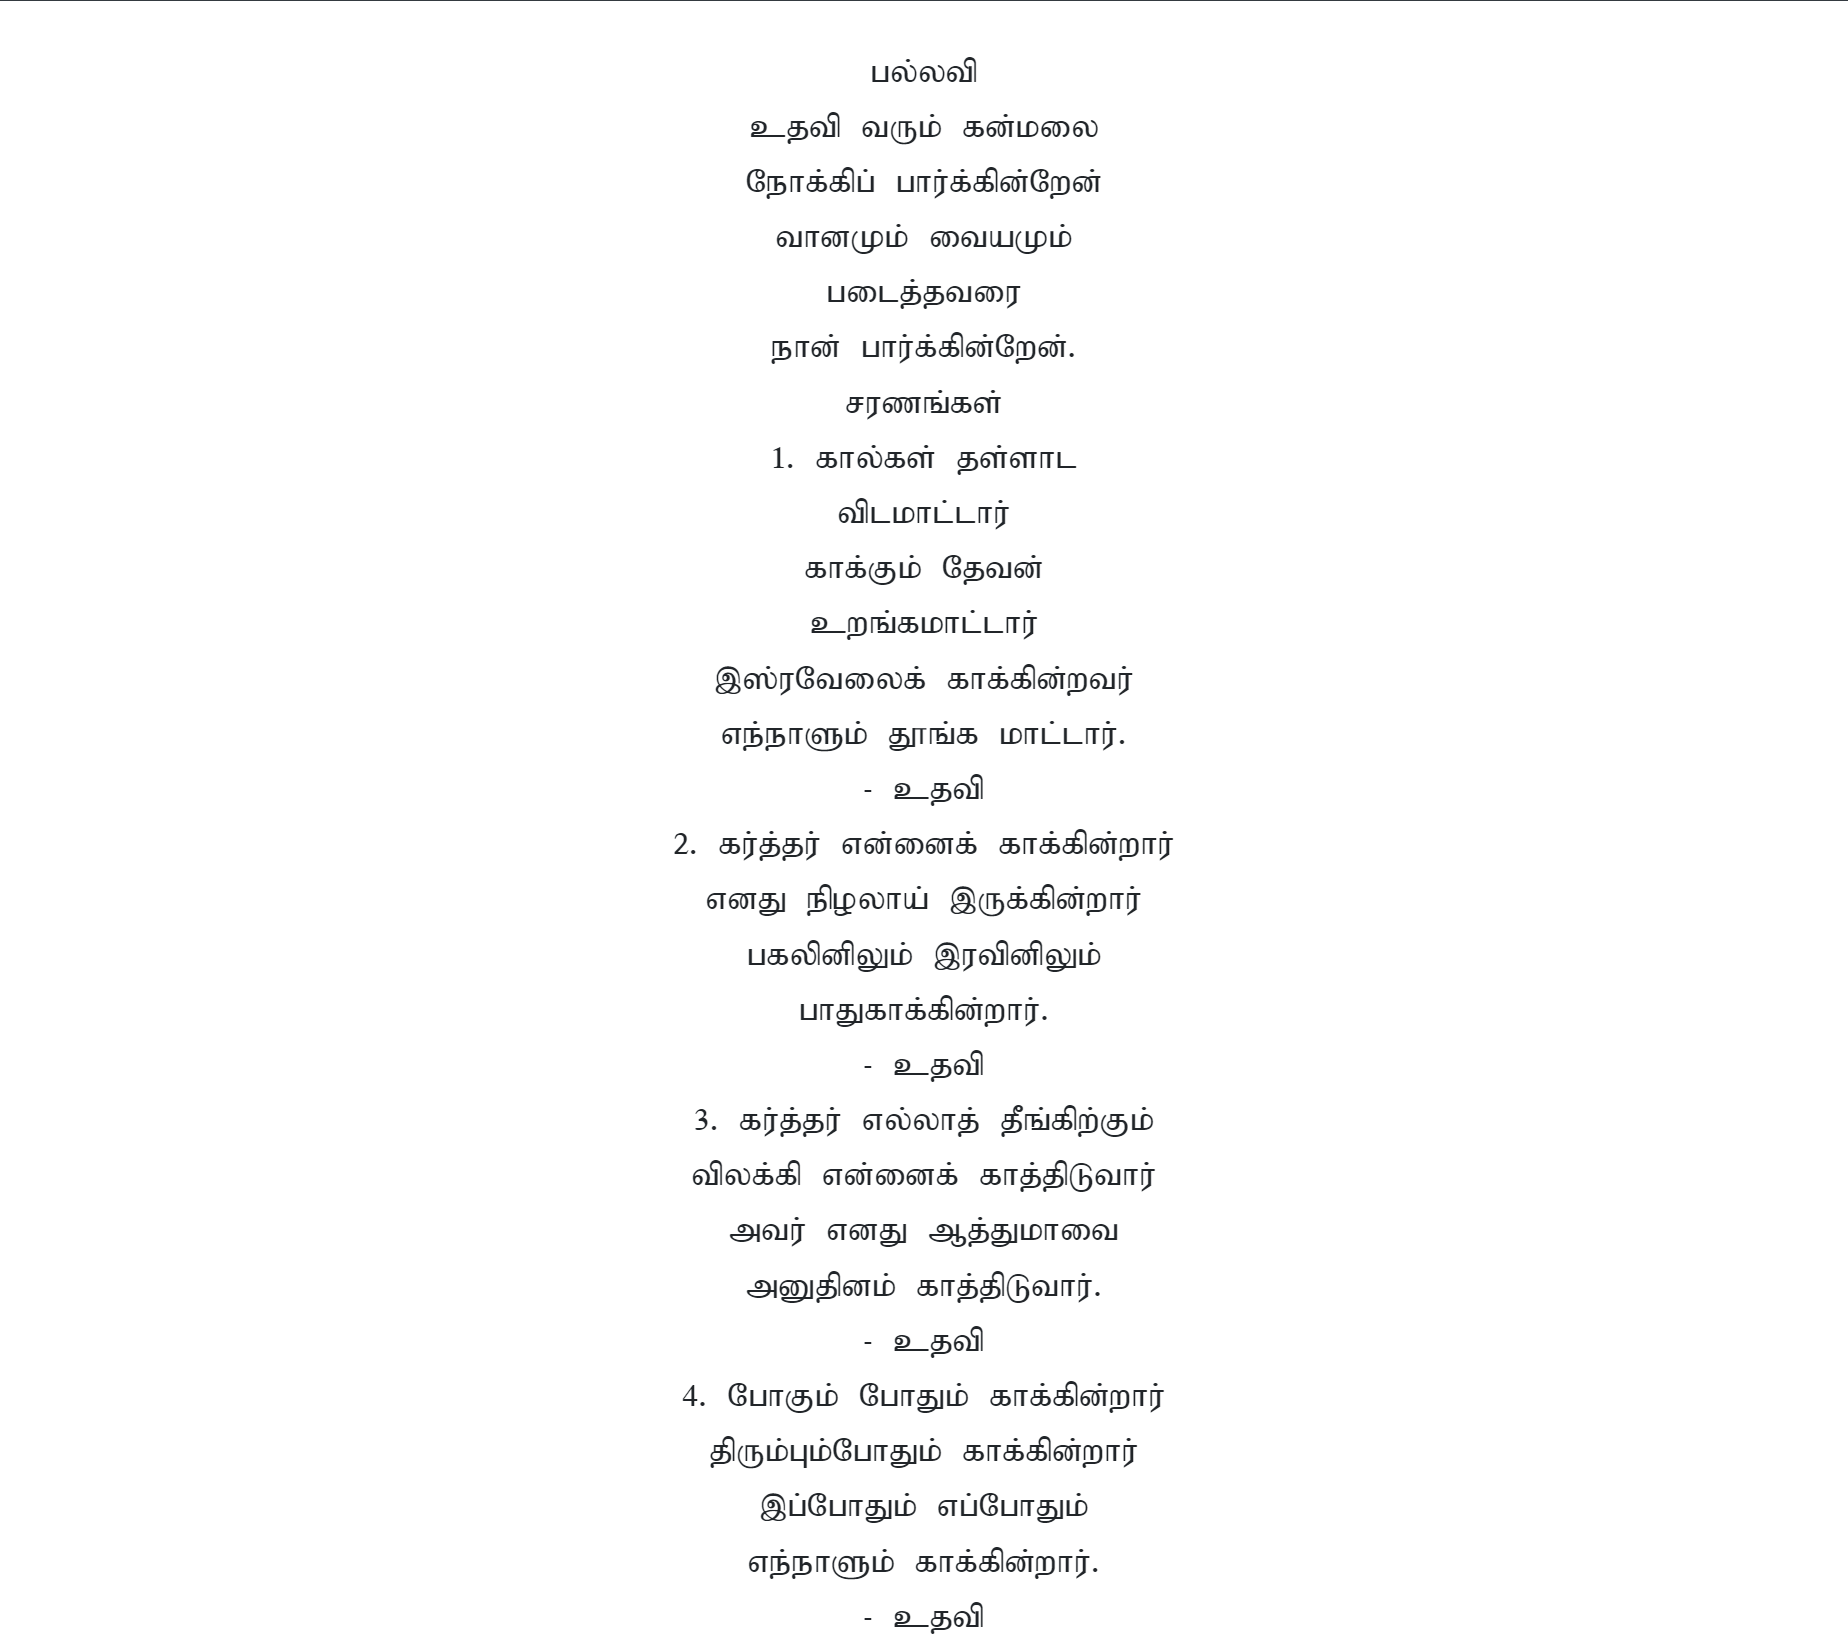 பல்லவி
உதவி வரும் கன்மலை
நோக்கிப் பார்க்கின்றேன்
வானமும் வையமும்
படைத்தவரை
நான் பார்க்கின்றேன்.
சரணங்கள்
1. கால்கள் தள்ளாட
விடமாட்டார்
காக்கும் தேவன்
உறங்கமாட்டார்
இஸ்ரவேலைக் காக்கின்றவர்
எந்நாளும் தூங்க மாட்டார்.
- உதவி
2. கர்த்தர் என்னைக் காக்கின்றார்
எனது நிழலாய் இருக்கின்றார்
பகலினிலும் இரவினிலும்
பாதுகாக்கின்றார்.
- உதவி
3. கர்த்தர் எல்லாத் தீங்கிற்கும்
விலக்கி என்னைக் காத்திடுவார்
அவர் எனது ஆத்துமாவை
அனுதினம் காத்திடுவார்.
- உதவி
4. போகும் போதும் காக்கின்றார்
திரும்பும்போதும் காக்கின்றார்
இப்போதும் எப்போதும்
எந்நாளும் காக்கின்றார்.
- உதவி